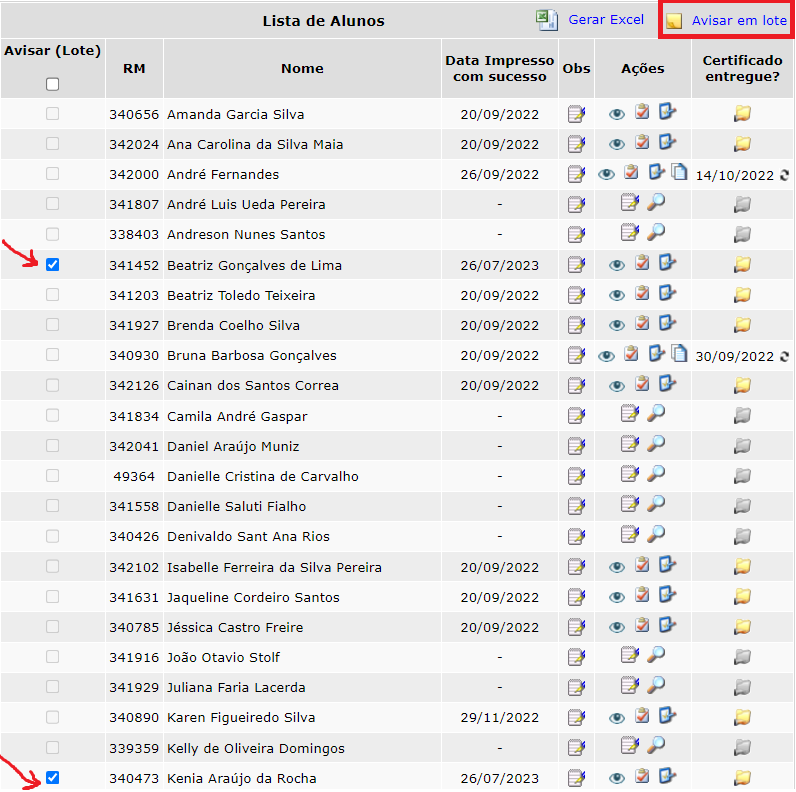 Lista de Alunos Gerar Excel Avisar em lote
Avisar (Lote) RM Nome Data Impresso com sucesso Obs Ações Certificado entregue?
340656 Amanda Garcia Silva 20/09/2022
342024 Ana Carolina da Silva Maia 20/09/2022
342000 André Fernandes 26/09/2022 14/10/2022
341807 André Luis Ueda Pereira -
338403 Andreson Nunes Santos -
341452 Beatriz Gonçalves de Lima 26/07/2023
341203 Beatriz Toledo Teixeira 20/09/2022
341927 Brenda Coelho Silva 20/09/2022
340930 Bruna Barbosa Gonçalves 20/09/2022 30/09/2022
342126 Cainan dos Santos Correa 20/09/2022
341834 Camila André Gaspar -
342041 Daniel Araújo Muniz -
49364 Danielle Cristina de Carvalho -
341558 Danielle Saluti Fialho -
340426 Denivaldo Sant Ana Rios -
342102 Isabelle Ferreira da Silva Pereira 20/09/2022
341631 Jaqueline Cordeiro Santos 20/09/2022
340785 Jéssica Castro Freire 20/09/2022
341916 João Otavio Stolf -
341929 Juliana Faria Lacerda -
340890 Karen Figueiredo Silva 29/11/2022
339359 Kelly de Oliveira Domingos -
340473 Kenia Araújo da Rocha 26/07/2023